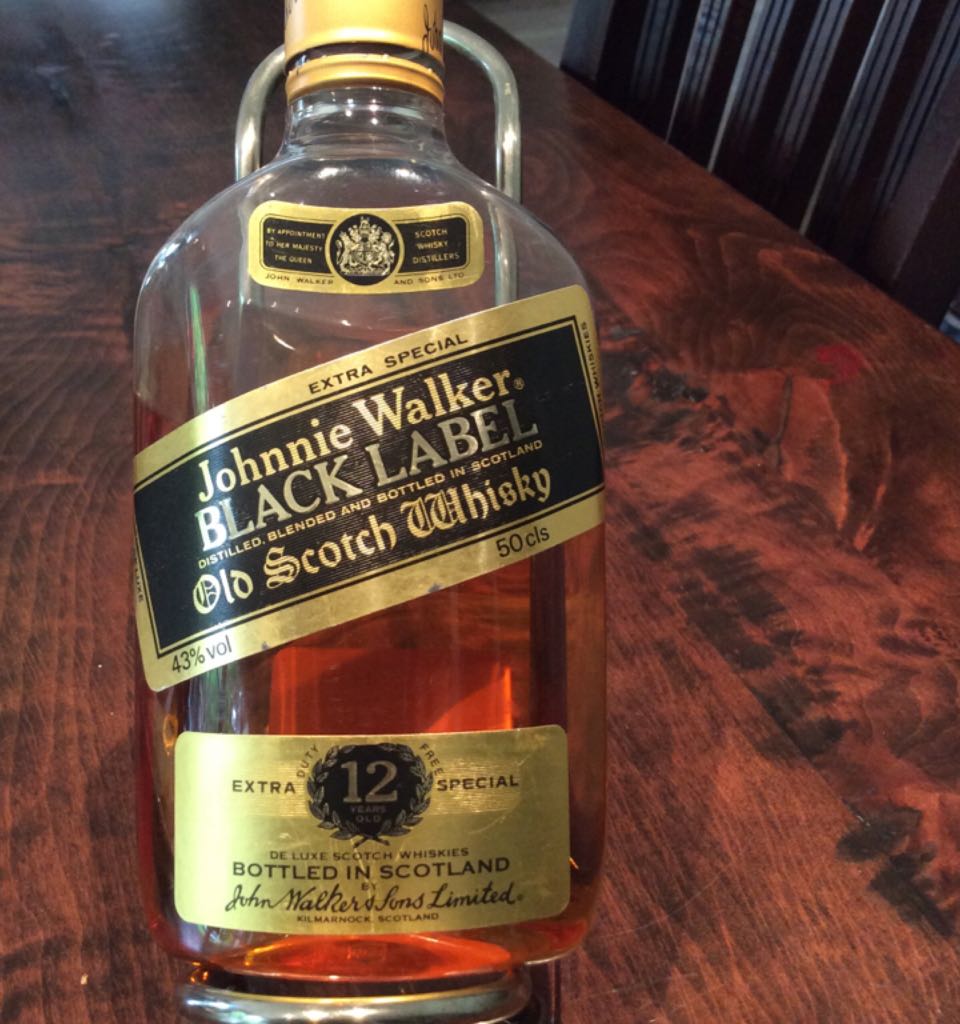 BY APPOINTMENT
TO HER MAJESTY
THE QUEEN
SCOTCH
WHISKY
DISTILLERS
JOHN WALKER AND SONS LTD
EXTRA SPECIAL
Johnnie Walker®
BLACK LABEL
DISTILLED, BLENDED AND BOTTLED IN SCOTLAND
Old Scotch Whisky
50 cls
43% vol
WHISKIES
DUTY FREE
EXTRA SPECIAL
12
YEARS
OLD
DE LUXE SCOTCH WHISKIES
BOTTLED IN SCOTLAND
BY
John Walker & Sons Limited.
KILMARNOCK, SCOTLAND